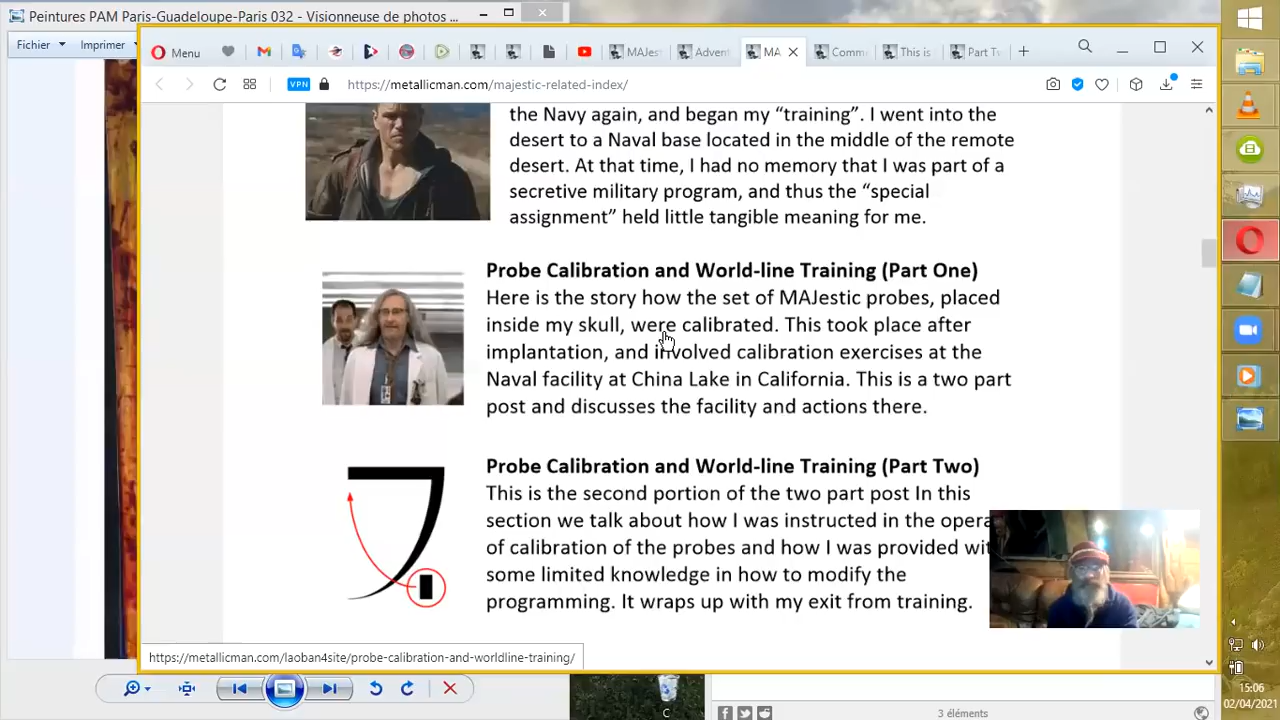 Peintures PAM Paris-Guadeloupe-Paris 032 - Visionneuse de photos ...
Fichier Imprimer
Menu
MAJes
Advent
MA
Comm
This is
Part Tv
VPN https://metallicman.com/majestic-related-index/
the Navy again, and began my “training”. I went into the
desert to a Naval base located in the middle of the remote
desert. At that time, I had no memory that I was part of a
secretive military program, and thus the “special
assignment” held little tangible meaning for me.
Probe Calibration and World-line Training (Part One)
Here is the story how the set of MAJestic probes, placed
inside my skull, were calibrated. This took place after
implantation, and involved calibration exercises at the
Naval facility at China Lake in California. This is a two part
post and discusses the facility and actions there.
Probe Calibration and World-line Training (Part Two)
This is the second portion of the two part post In this
section we talk about how I was instructed in the opera
of calibration of the probes and how I was provided wit
some limited knowledge in how to modify the
programming. It wraps up with my exit from training.
https://metallicman.com/laoban4site/probe-calibration-and-worldline-training/
C
3 éléments
15:06
02/04/2021